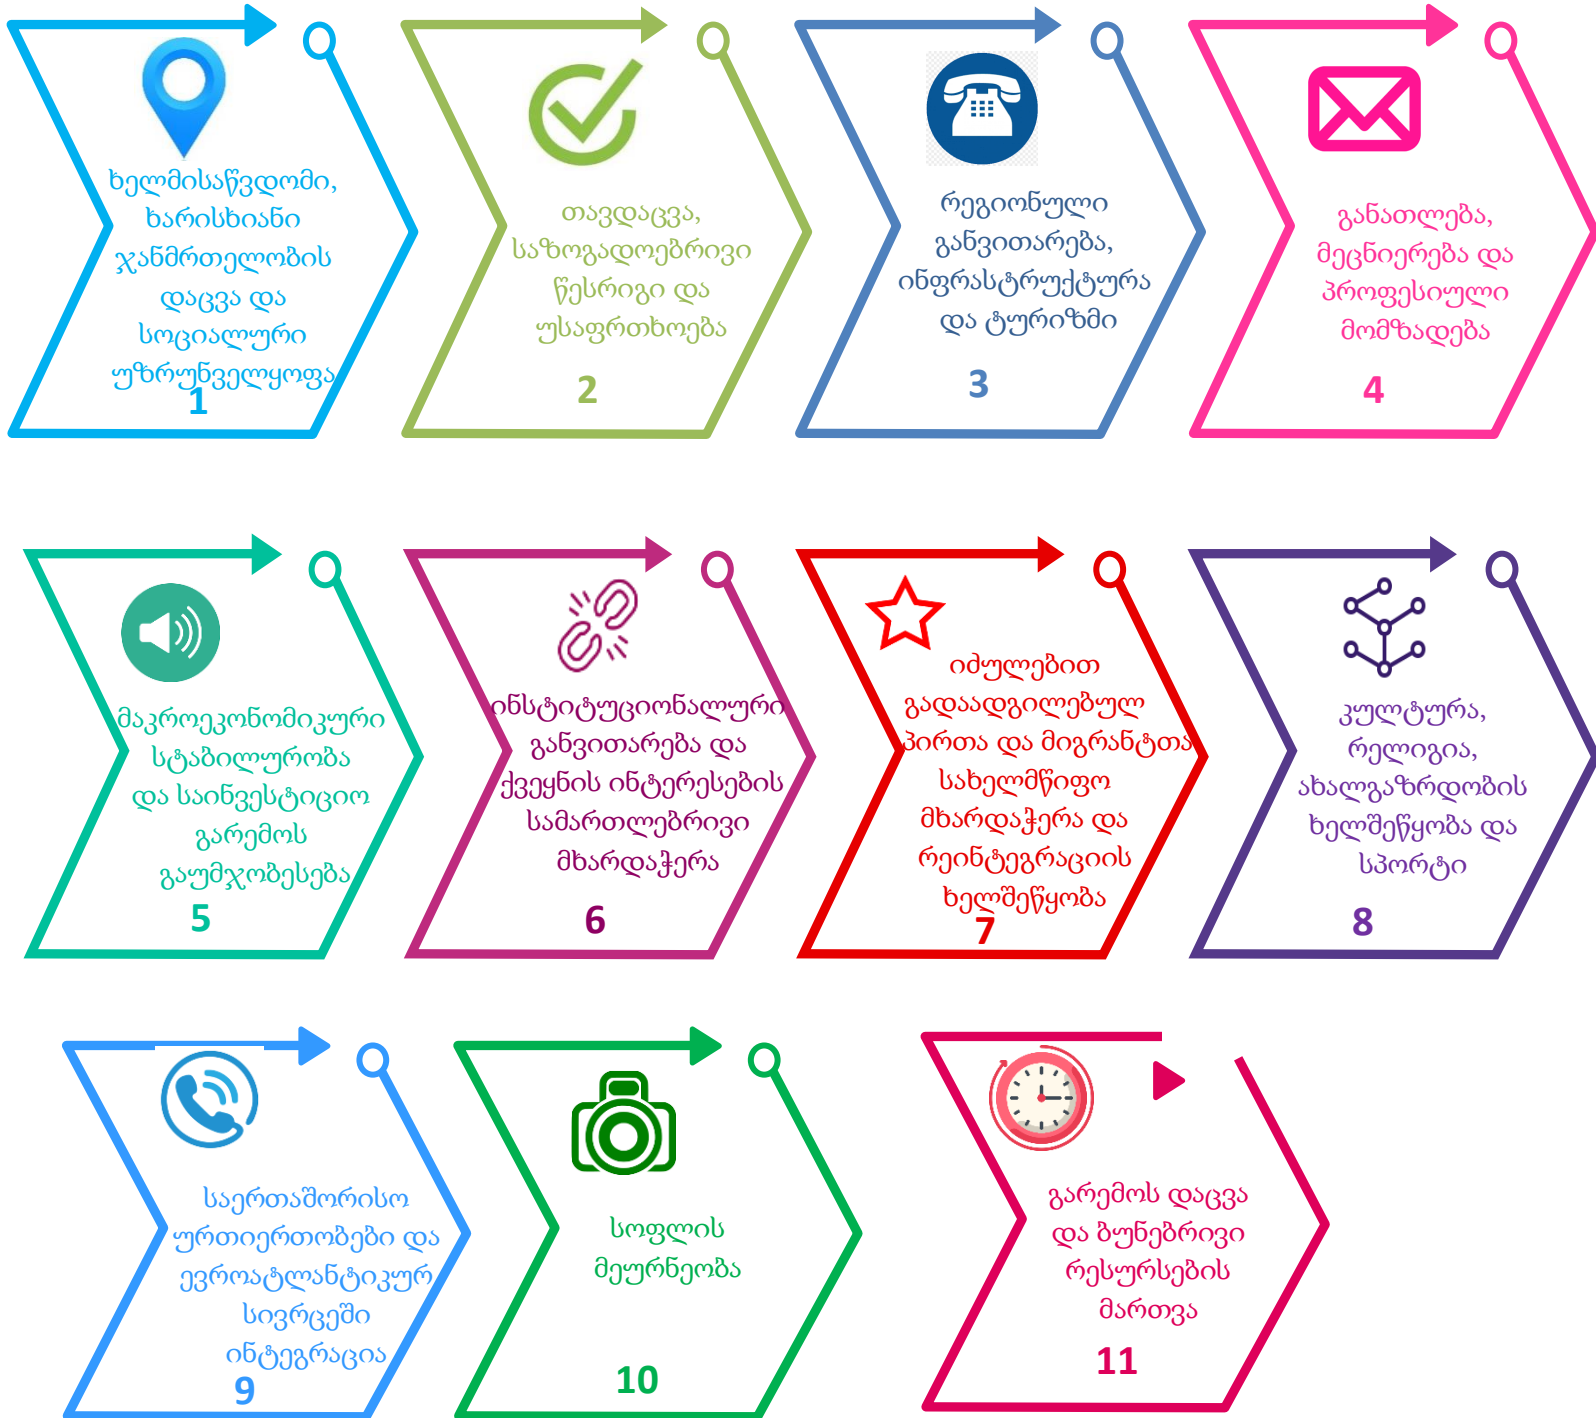 ხელმისაწვდომი,
ხარისხიანი
ჯანმრთელობის
დაცვა და
სოციალური
უზრუნველყოფა
1
თავდაცვა,
საზოგადოებრივი
წესრიგი და
უსაფრთხოება
2
რეგიონული
განვითარება,
ინფრასტრუქტურა
და ტურიზმი
3
განათლება,
მეცნიერება და
პროფესიული
მომზადება
4
მაკროეკონომიკური
სტაბილურობა
და საინვესტიციო
გარემოს
გაუმჯობესება
5
ინსტიტუციონალური
განვითარება და
ქვეყნის ინტერესების
სამართლებრივი
მხარდაჭერა
6
იძულებით
გადაადგილებულ
პირთა და მიგრანტთა
სახელმწიფო
მხარდაჭერა და
რეინტეგრაციის
ხელშეწყობა
7
კულტურა,
რელიგია,
ახალგაზრდობის
ხელშეწყობა და
სპორტი
8
საერთაშორისო
ურთიერთობები და
ევროატლანტიკურ
სივრცეში
ინტეგრაცია
9
სოფლის
მეურნეობა
10
გარემოს დაცვა
და ბუნებრივი
რესურსების
მართვა
11